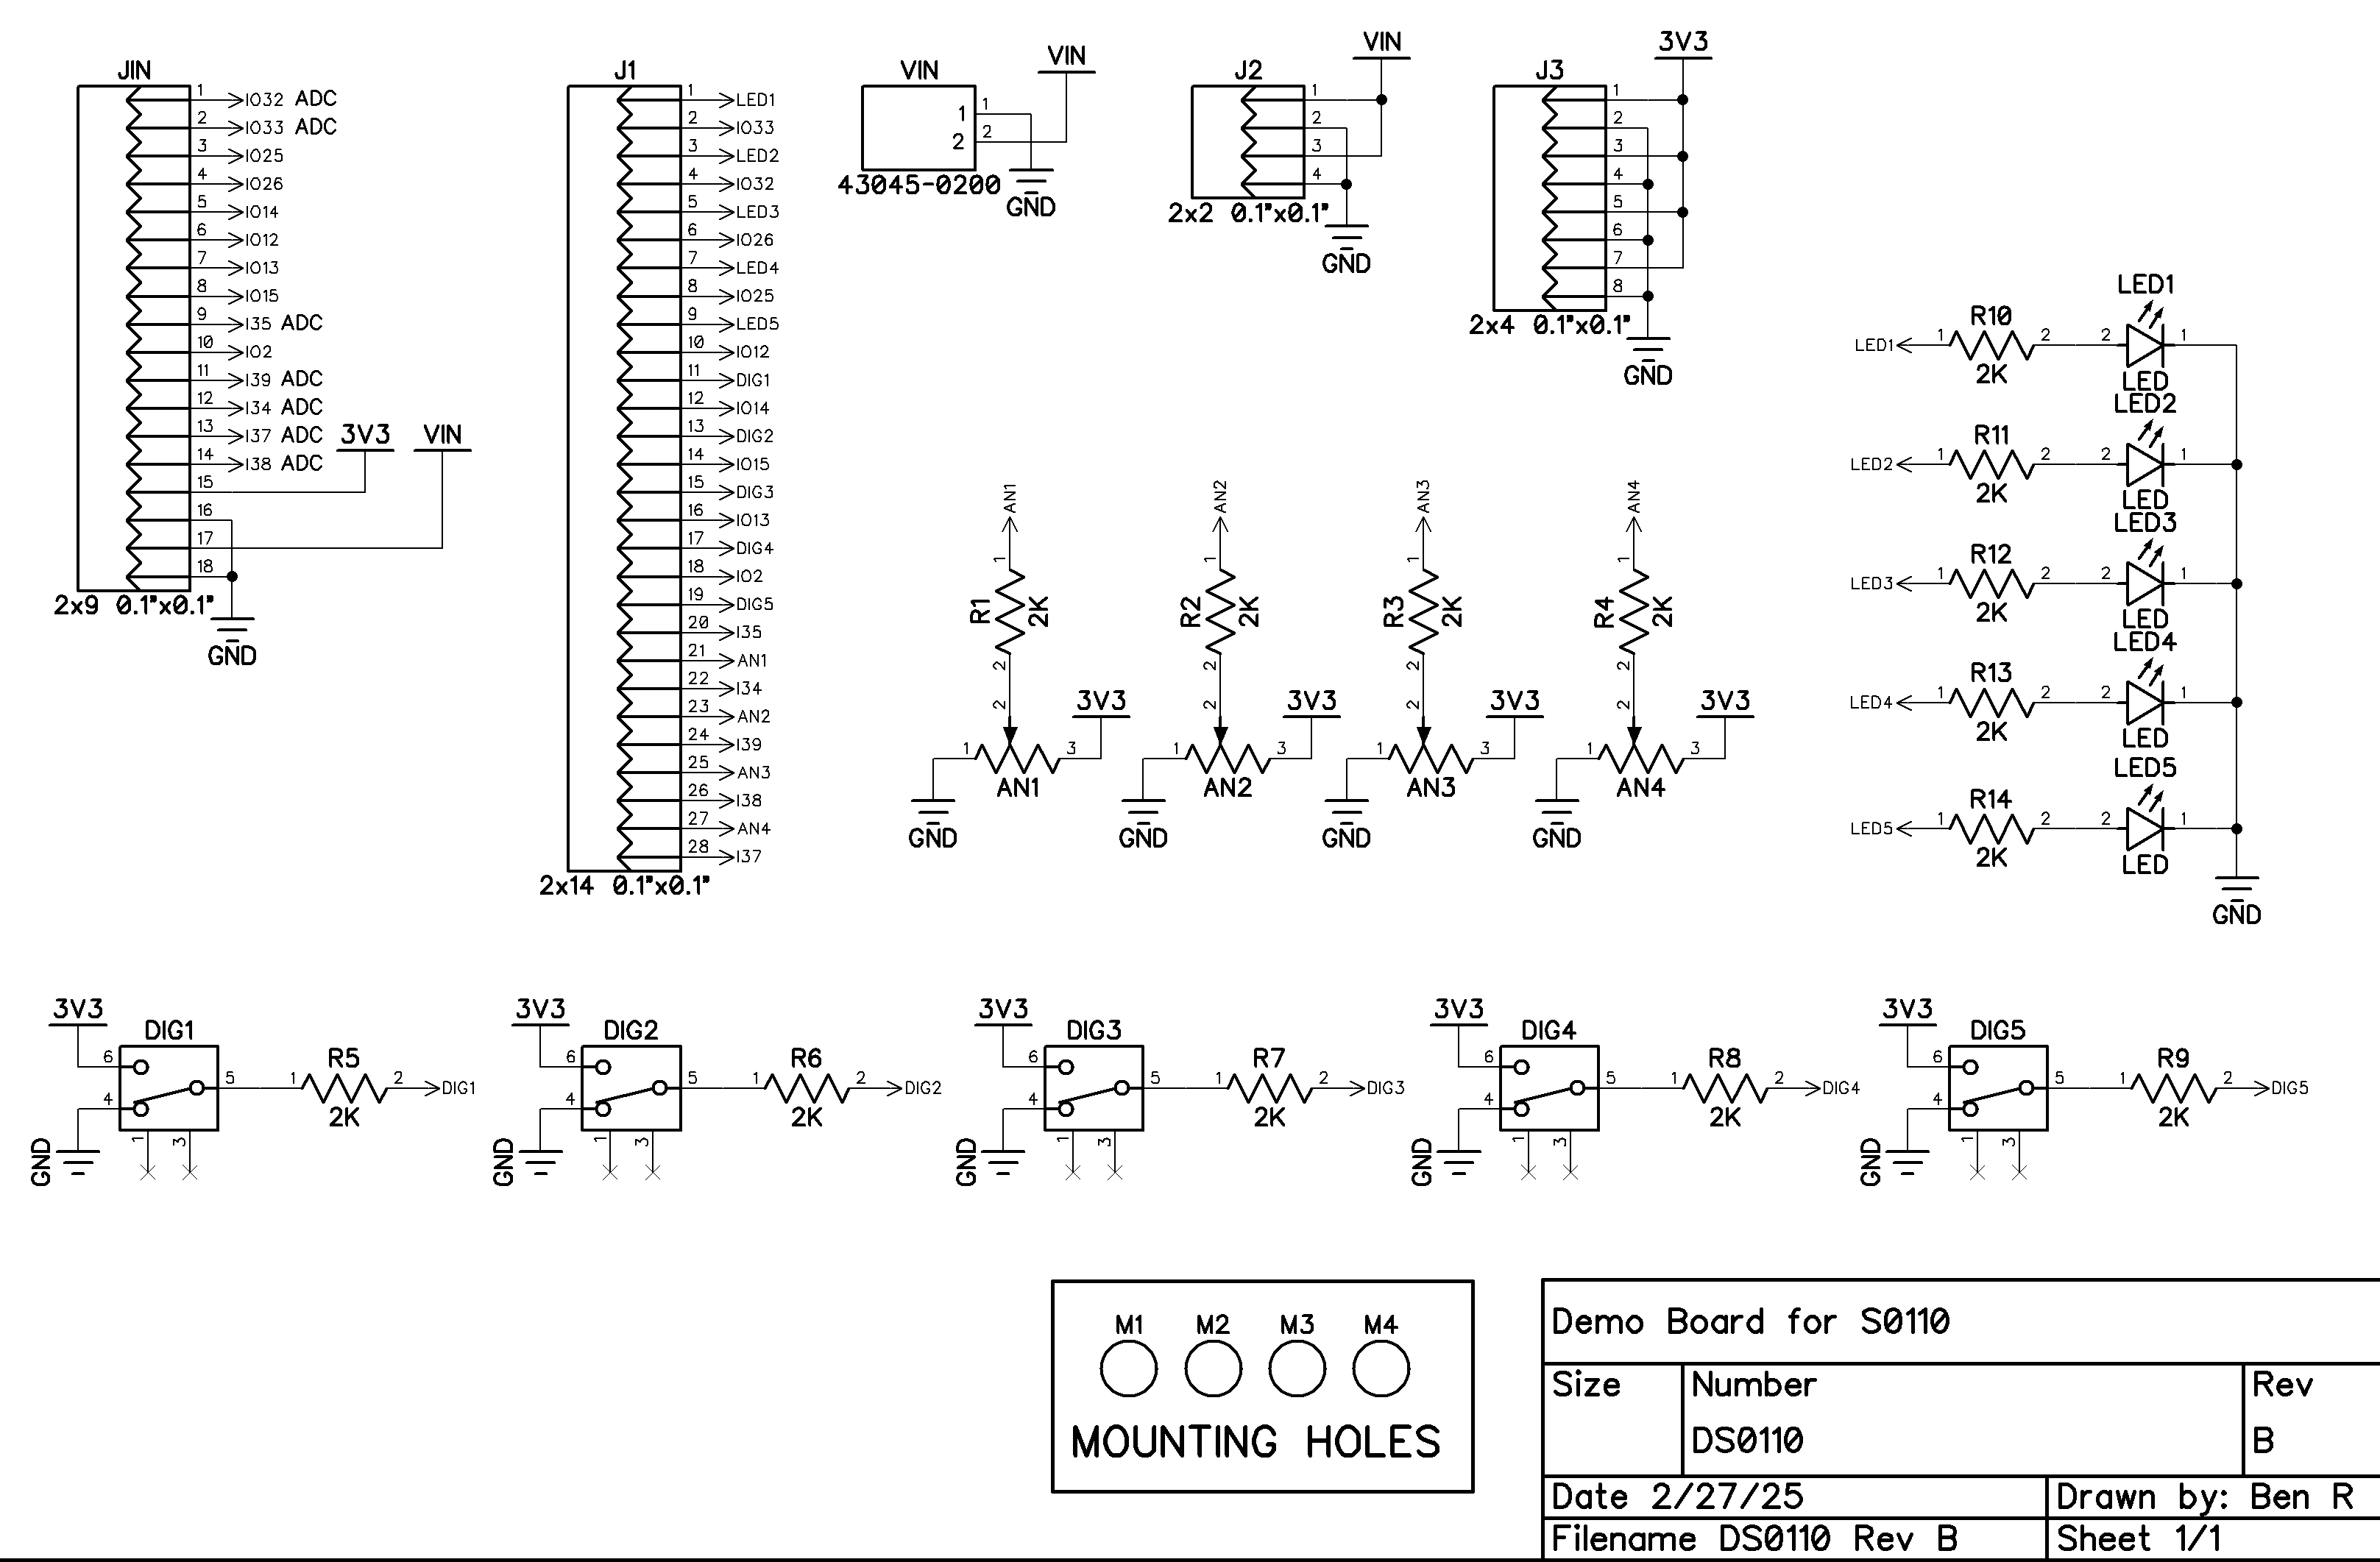 JIN
1 IO32 ADC
2 IO33 ADC
3 IO25
4 IO26
5 IO14
6 IO12
7 IO13
8 IO15
9 I35 ADC
10 IO2
11 I39 ADC
12 I34 ADC
13 I37 ADC
14 I38 ADC
15
16
17
18
3V3 VIN
2x9 0.1"x0.1"
GND
J1
1 LED1
2 IO33
3 LED2
4 IO32
5 LED3
6 IO26
7 LED4
8 IO25
9 LED5
10 IO12
11 DIG1
12 IO14
13 DIG2
14 IO15
15 DIG3
16 IO13
17 DIG4
18 IO2
19 DIG5
20 I35
21 AN1
22 I34
23 AN2
24 I39
25 AN3
26 I38
27 AN4
28 I37
2x14 0.1"x0.1"
VIN
VIN
1 1
2 2
43045-0200
GND
VIN
J2
1
2
3
4
2x2 0.1"x0.1"
GND
3V3
J3
1
2
3
4
5
6
7
8
2x4 0.1"x0.1"
GND
AN1
1
R1 2K
2
2
3V3
1 3
AN1
GND
AN2
1
R2 2K
2
2
3V3
1 3
AN2
GND
AN3
1
R3 2K
2
2
3V3
1 3
AN3
GND
AN4
1
R4 2K
2
2
3V3
1 3
AN4
GND
LED1
R10
LED1 1 2 2 1
2K LED
LED2
R11
LED2 1 2 2 1
2K LED
LED3
R12
LED3 1 2 2 1
2K LED
LED4
R13
LED4 1 2 2 1
2K LED
LED5
R14
LED5 1 2 2 1
2K LED
GND
3V3
DIG1
6
4
5
R5
1 2 DIG1
2K
GND
1 3
3V3
DIG2
6
4
5
R6
1 2 DIG2
2K
GND
1 3
3V3
DIG3
6
4
5
R7
1 2 DIG3
2K
GND
1 3
3V3
DIG4
6
4
5
R8
1 2 DIG4
2K
GND
1 3
3V3
DIG5
6
4
5
R9
1 2 DIG5
2K
GND
1 3
M1 M2 M3 M4
MOUNTING HOLES
Demo Board for S0110
Size Number Rev
DS0110 B
Date 2/27/25 Drawn by: Ben R
Filename DS0110 Rev B Sheet 1/1